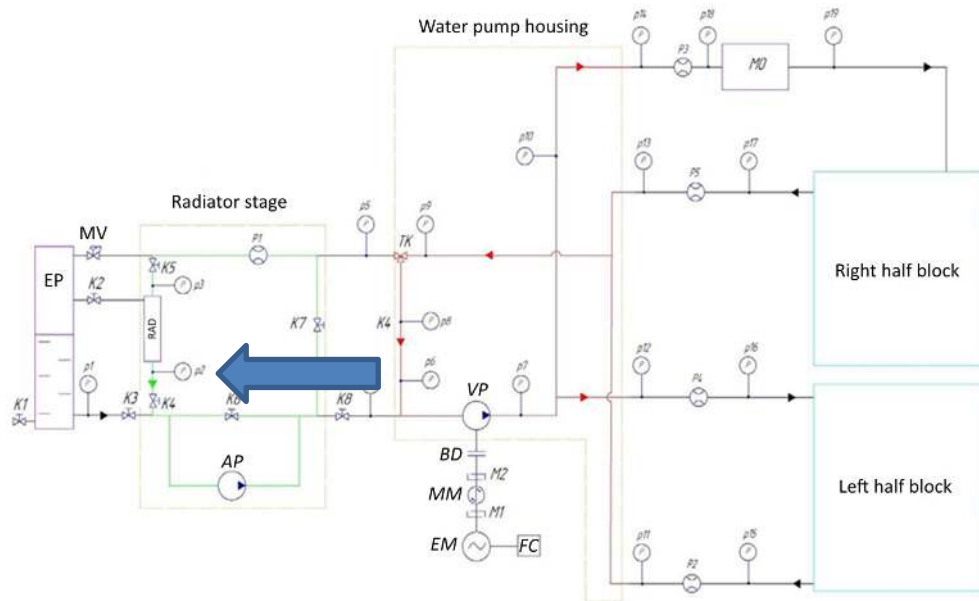 Water pump housing
p14
p18
p19
P3
MO
p10
p13
p17
P5
Radiator stage
p5
p9
MV
P1
TK
EP
K5
K2
p3
Right half block
RAD
K7
K4
p8
p1
p2
p6
p7
p12
p16
VP
P4
K1
K3
K4
K6
K8
AP
BD
M2
MM
M1
Left half block
EM
FC
p11
p15
P2